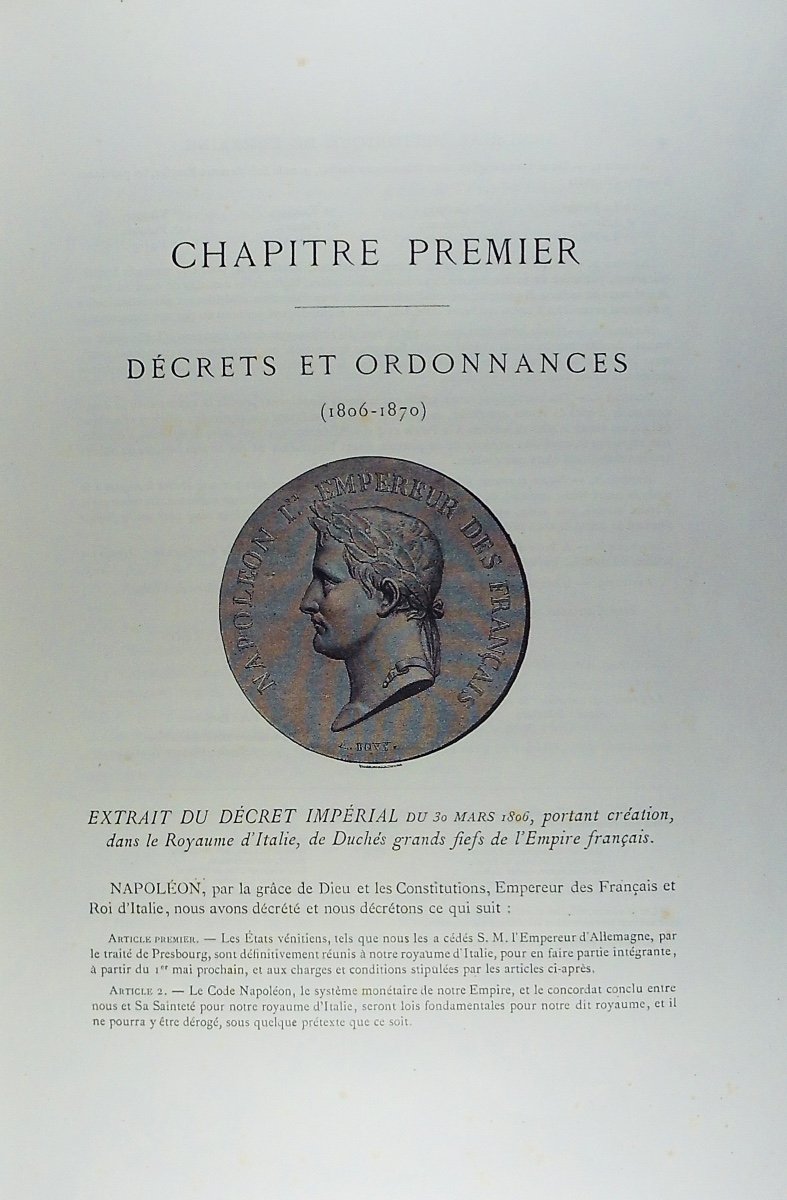 CHAPITRE PREMIER
DÉCRETS ET ORDONNANCES
(1806-1870)
NAPOLEON I.ER EMPEREUR DES FRANÇAIS
L. BOVY.
EXTRAIT DU DÉCRET IMPÉRIAL DU 30 MARS 1806, portant création,
dans le Royaume d'Italie, de Duchés grands fiefs de l'Empire français.
NAPOLÉON, par la grâce de Dieu et les Constitutions, Empereur des Français et
Roi d'Italie, nous avons décrété et nous décrétons ce qui suit :
ARTICLE PREMIER. — Les États vénitiens, tels que nous les a cédés S. M. l'Empereur d'Allemagne, par
le traité de Presbourg, sont définitivement réunis à notre royaume d'Italie, pour en faire partie intégrante,
à partir du 1er mai prochain, et aux charges et conditions stipulées par les articles ci-après.
ARTICLE 2. — Le Code Napoléon, le système monétaire de notre Empire, et le concordat conclu entre
nous et Sa Sainteté pour notre royaume d'Italie, seront lois fondamentales pour notre dit royaume, et il
ne pourra y être dérogé, sous quelque prétexte que ce soit.